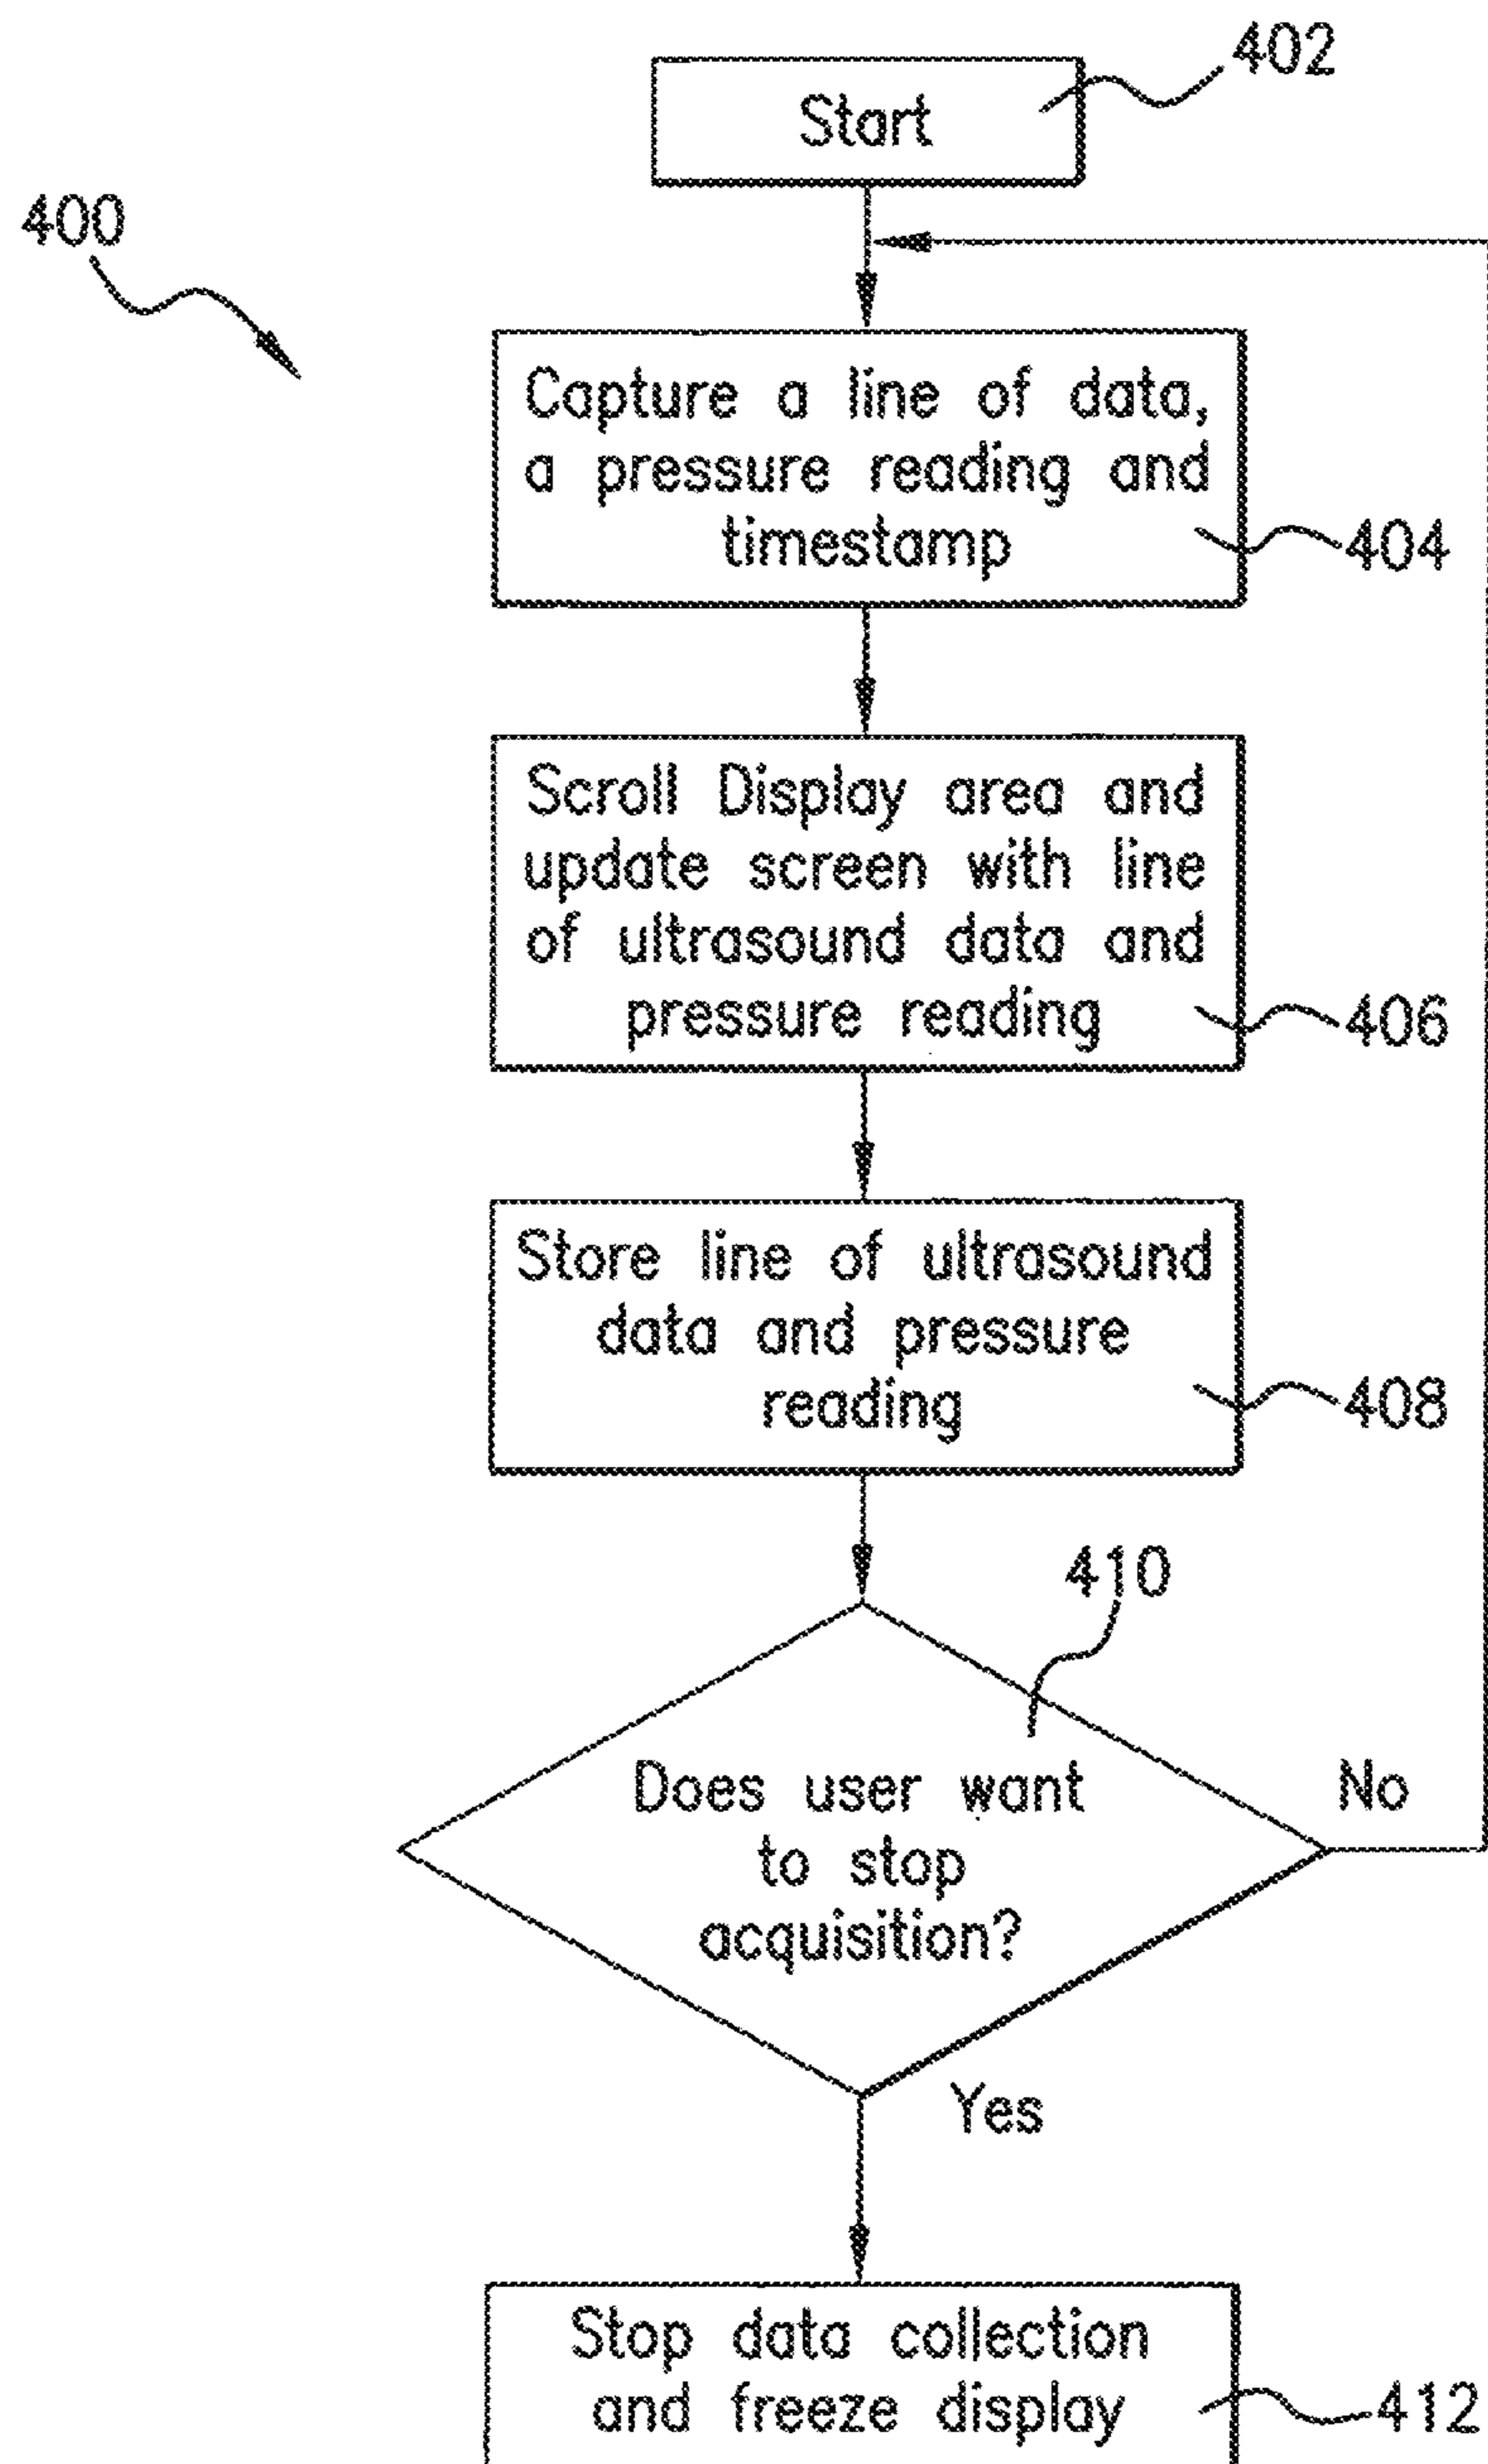 402
Start
400
Capture a line of data,
a pressure reading and
timestamp
404
Scroll Display area and
update screen with line
of ultrasound data and
pressure reading
406
Store line of ultrasound
data and pressure
reading
408
410
Does user want
to stop
acquisition?
No
Yes
Stop data collection
and freeze display
412